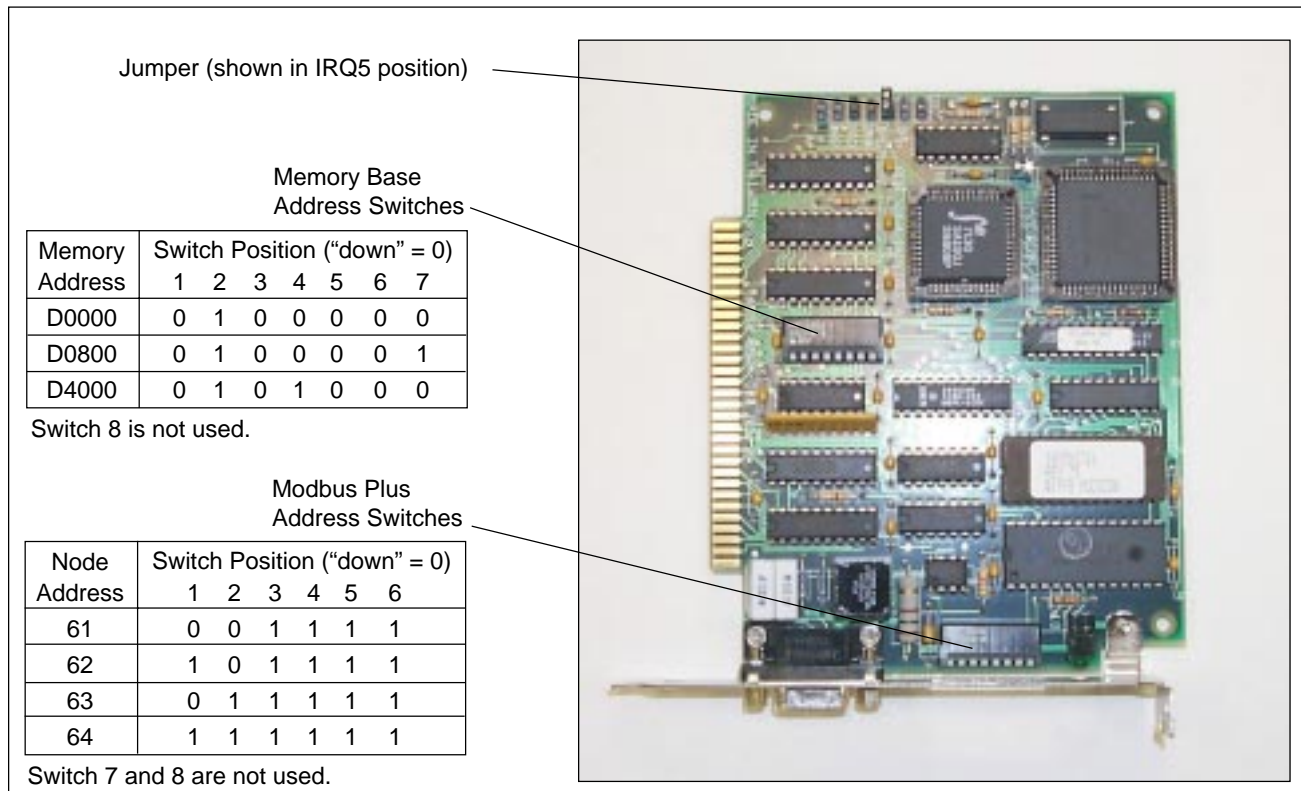 Jumper (shown in IRQ5 position)
Memory Base
Address Switches
Memory Address Switch Position (“down” = 0)
1 2 3 4 5 6 7
D0000 0 1 0 0 0 0 0
D0800 0 1 0 0 0 0 1
D4000 0 1 0 1 0 0 0
Switch 8 is not used.
Modbus Plus
Address Switches
Node Address Switch Position (“down” = 0)
1 2 3 4 5 6
61 0 0 1 1 1 1
62 1 0 1 1 1 1
63 0 1 1 1 1 1
64 1 1 1 1 1 1
Switch 7 and 8 are not used.